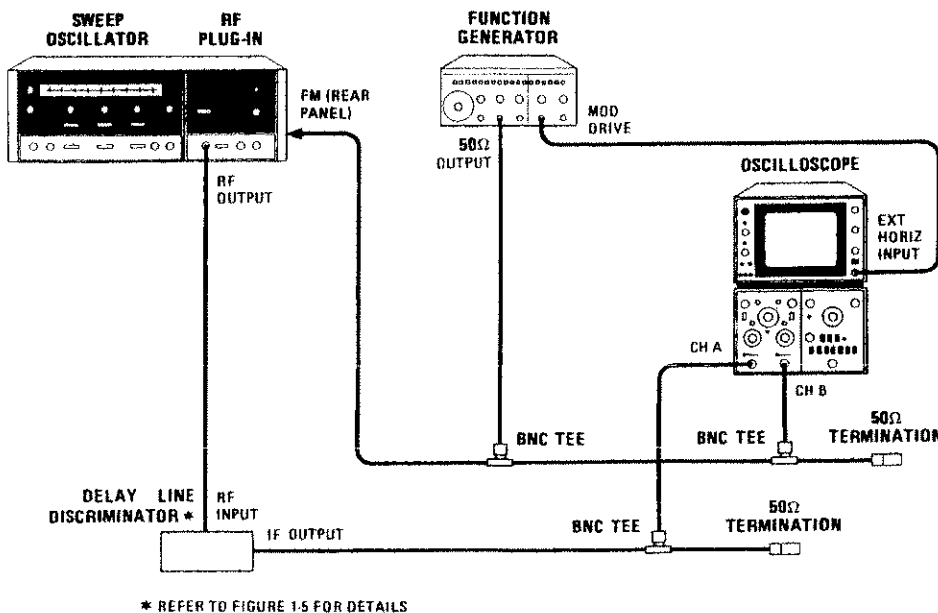 SWEEP
OSCILLATOR
RF
PLUG-IN
FUNCTION
GENERATOR
FM (REAR
PANEL)
MOD
DRIVE
50Ω
OUTPUT
OSCILLOSCOPE
RF
OUTPUT
EXT
HORIZ
INPUT
CH A
CH B
BNC TEE
BNC TEE
50Ω
TERMINATION
DELAY LINE
DISCRIMINATOR *
RF
INPUT
IF OUTPUT
BNC TEE
50Ω
TERMINATION
* REFER TO FIGURE 1-5 FOR DETAILS